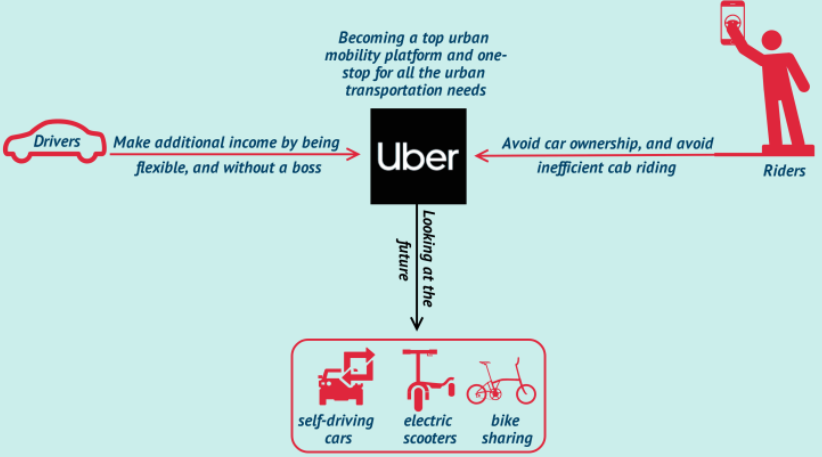 Becoming a top urban
mobility platform and one-
stop for all the urban
transportation needs
Drivers
Make additional income by being
flexible, and without a boss
Uber
Avoid car ownership, and avoid
inefficient cab riding
Riders
Looking at the
future
self-driving
cars
electric
scooters
bike
sharing